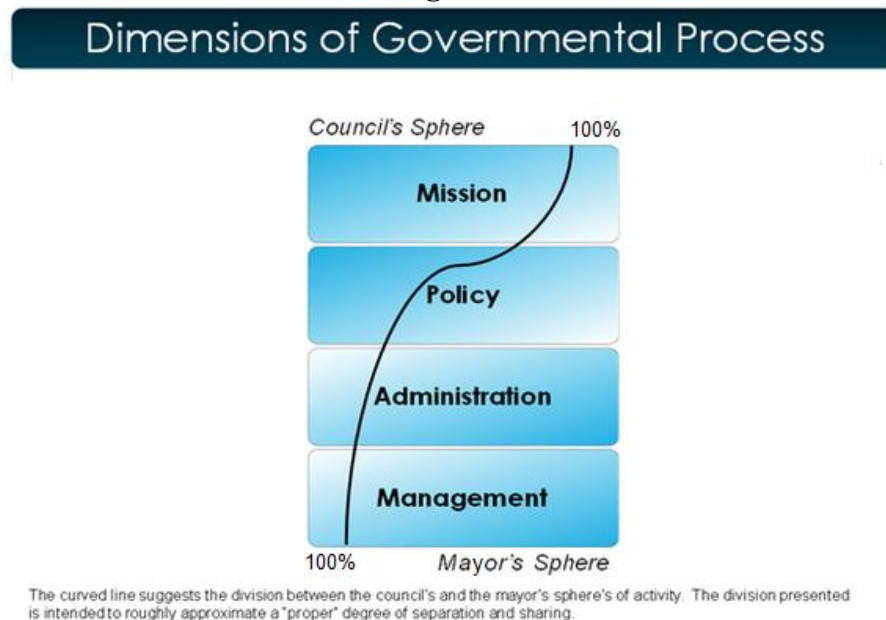 Dimensions of Governmental Process
Council's Sphere 100%
Mission
Policy
Administration
Management
100% Mayor's Sphere
The curved line suggests the division between the council's and the mayor's sphere's of activity. The division presented
is intended to roughly approximate a "proper" degree of separation and sharing.